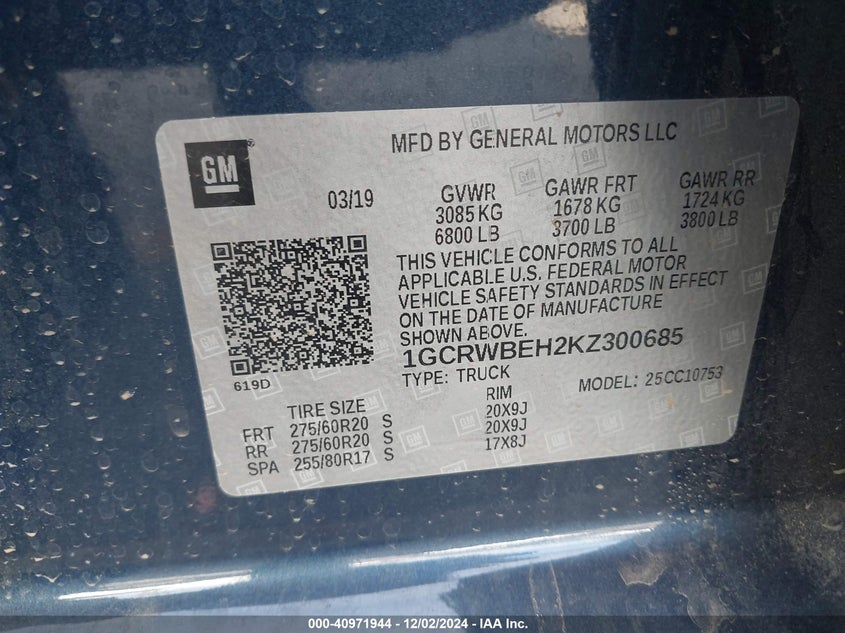 MFD BY GENERAL MOTORS LLC
GM
03/19
GVWR GAWR FRT GAWR RR
3085 KG 1678 KG 1724 KG
6800 LB 3700 LB 3800 LB
THIS VEHICLE CONFORMS TO ALL
APPLICABLE U.S. FEDERAL MOTOR
VEHICLE SAFETY STANDARDS IN EFFECT
ON THE DATE OF MANUFACTURE
SHOWN ABOVE.
1GCRWBEH2KZ300685
619D
TYPE: TRUCK MODEL: 25CC10753
TIRE SIZE RIM
FRT 275/60R20 S 20X9J
RR 275/60R20 S 20X9J
SPA 255/80R17 S 17X8J
000-40971944 - 12/02/2024 - IAA Inc.